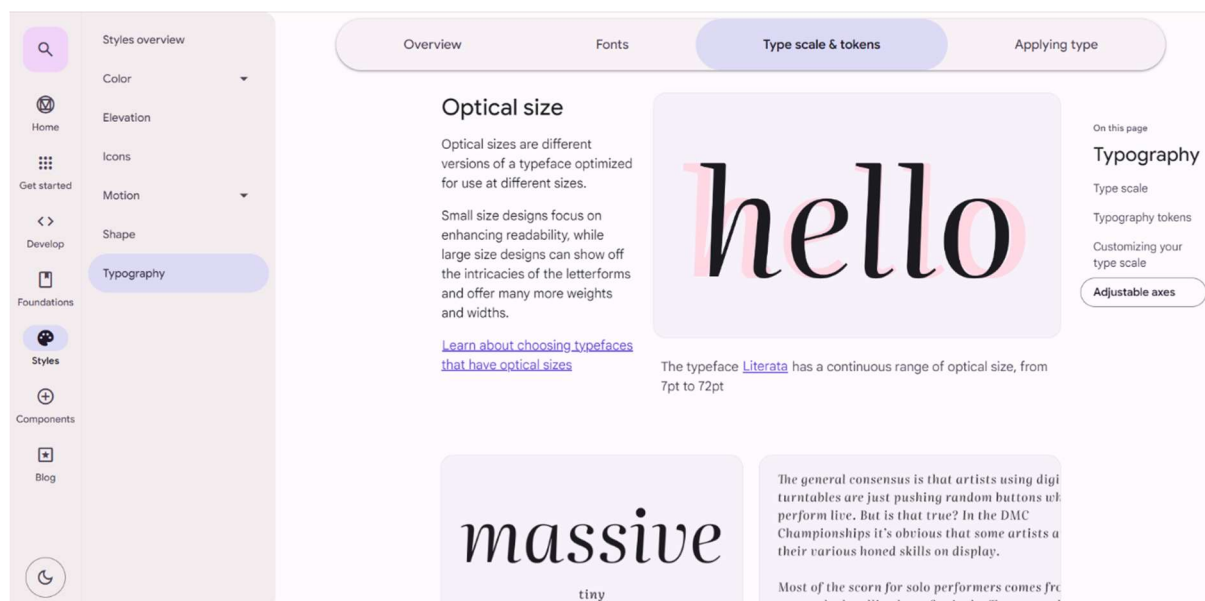 Home
Get started
Develop
Foundations
Styles
Components
Blog
Styles overview
Color
Elevation
Icons
Motion
Shape
Typography
Overview
Fonts
Type scale & tokens
Applying type
Optical size
Optical sizes are different
versions of a typeface optimized
for use at different sizes.
Small size designs focus on
enhancing readability, while
large size designs can show off
the intricacies of the letterforms
and offer many more weights
and widths.
Learn about choosing typefaces
that have optical sizes
hello
The typeface Literata has a continuous range of optical size, from
7pt to 72pt
massive
tiny
The general consensus is that artists using digi
turntables are just pushing random buttons wh
perform live. But is that true? In the DMC
Championships it's obvious that some artists a
their various honed skills on display.
Most of the scorn for solo performers comes fro
On this page
Typography
Type scale
Typography tokens
Customizing your
type scale
Adjustable axes